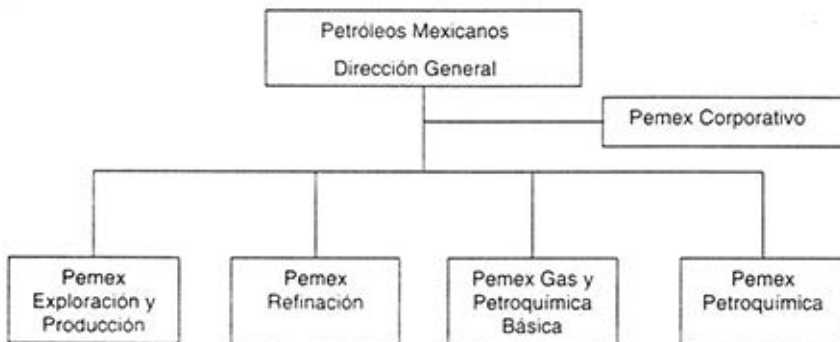 Petróleos Mexicanos
Dirección General
Pemex Corporativo
Pemex
Exploración y
Producción
Pemex
Refinación
Pemex Gas y
Petroquímica
Básica
Pemex
Petroquímica